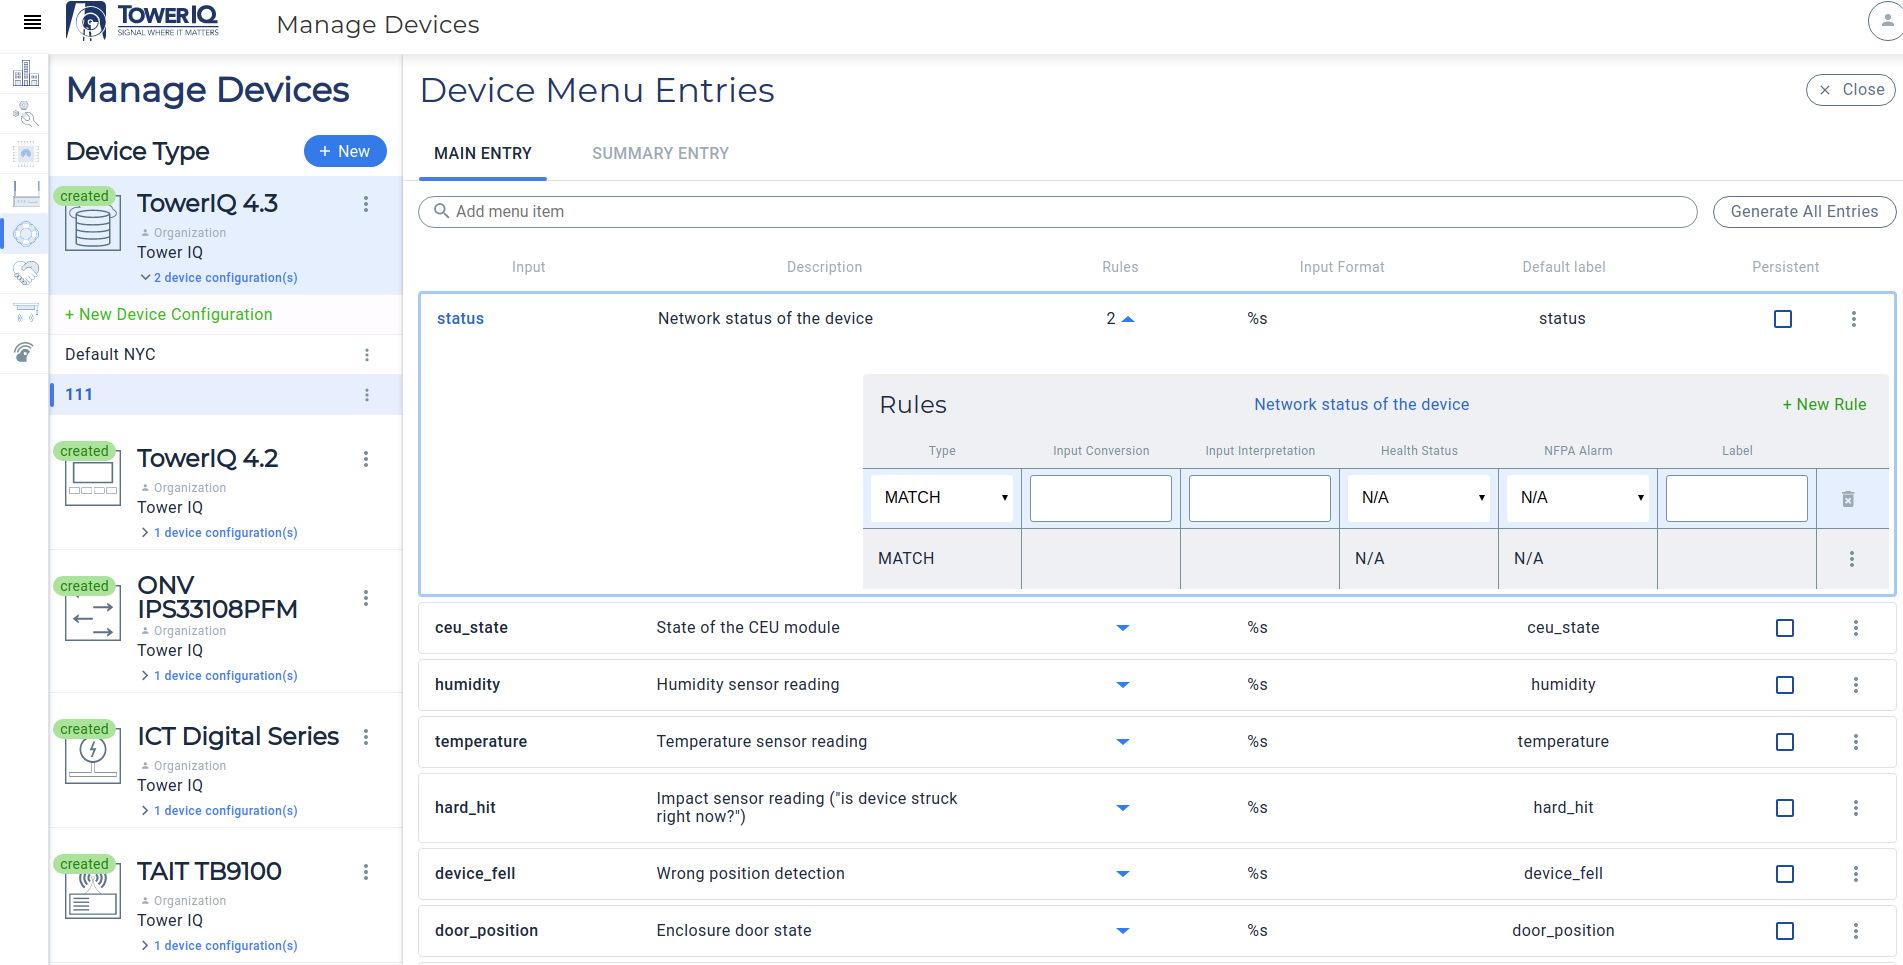 TOWERIQ
SIGNAL WHERE IT MATTERS
Manage Devices
Manage Devices
Device Type
+ New
created
TowerIQ 4.3
Organization
Tower IQ
2 device configuration(s)
+ New Device Configuration
Default NYC
111
created
TowerIQ 4.2
Organization
Tower IQ
1 device configuration(s)
created
ONV
IPS33108PFM
Organization
Tower IQ
1 device configuration(s)
created
ICT Digital Series
Organization
Tower IQ
1 device configuration(s)
created
TAIT TB9100
Organization
Tower IQ
1 device configuration(s)
Device Menu Entries
Close
MAIN ENTRY SUMMARY ENTRY
Add menu item
Generate All Entries
Input Description Rules Input Format Default label Persistent
status Network status of the device 2 %s status
Rules Network status of the device + New Rule
Type Input Conversion Input Interpretation Health Status NFPA Alarm Label
MATCH N/A N/A
MATCH N/A N/A
ceu_state State of the CEU module %s ceu_state
humidity Humidity sensor reading %s humidity
temperature Temperature sensor reading %s temperature
hard_hit Impact sensor reading ("is device struck
right now?") %s hard_hit
device_fell Wrong position detection %s device_fell
door_position Enclosure door state %s door_position